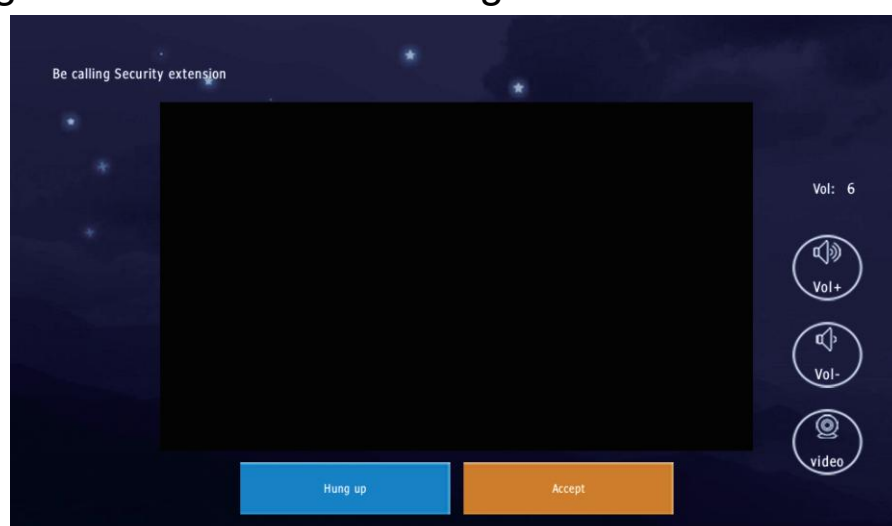 Be calling Security extension
Vol: 6
Vol+
Vol-
video
Hung up
Accept